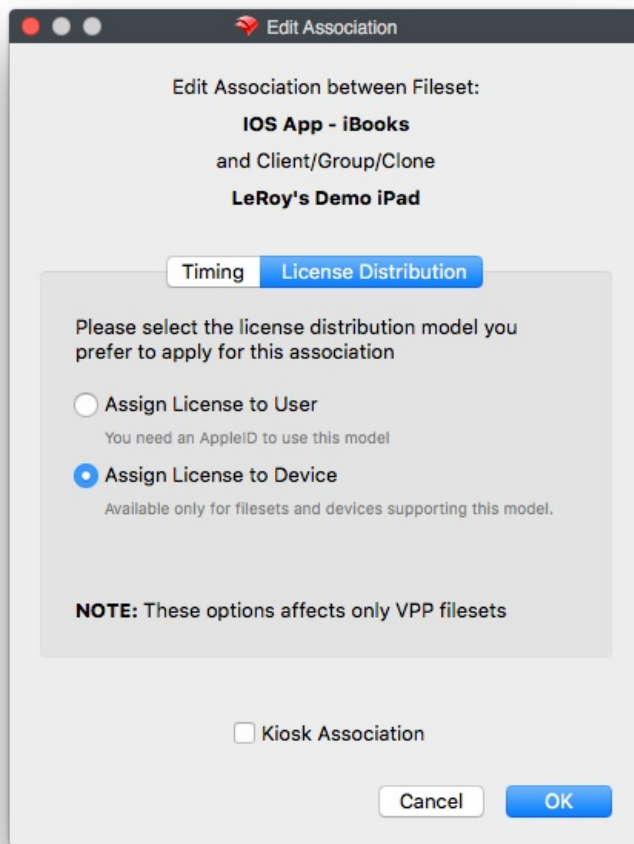 Edit Association
Edit Association between Fileset:
IOS App - iBooks
and Client/Group/Clone
LeRoy's Demo iPad
Timing
License Distribution
Please select the license distribution model you
prefer to apply for this association
Assign License to User
You need an AppleID to use this model
Assign License to Device
Available only for filesets and devices supporting this model.
NOTE: These options affects only VPP filesets
Kiosk Association
Cancel
OK